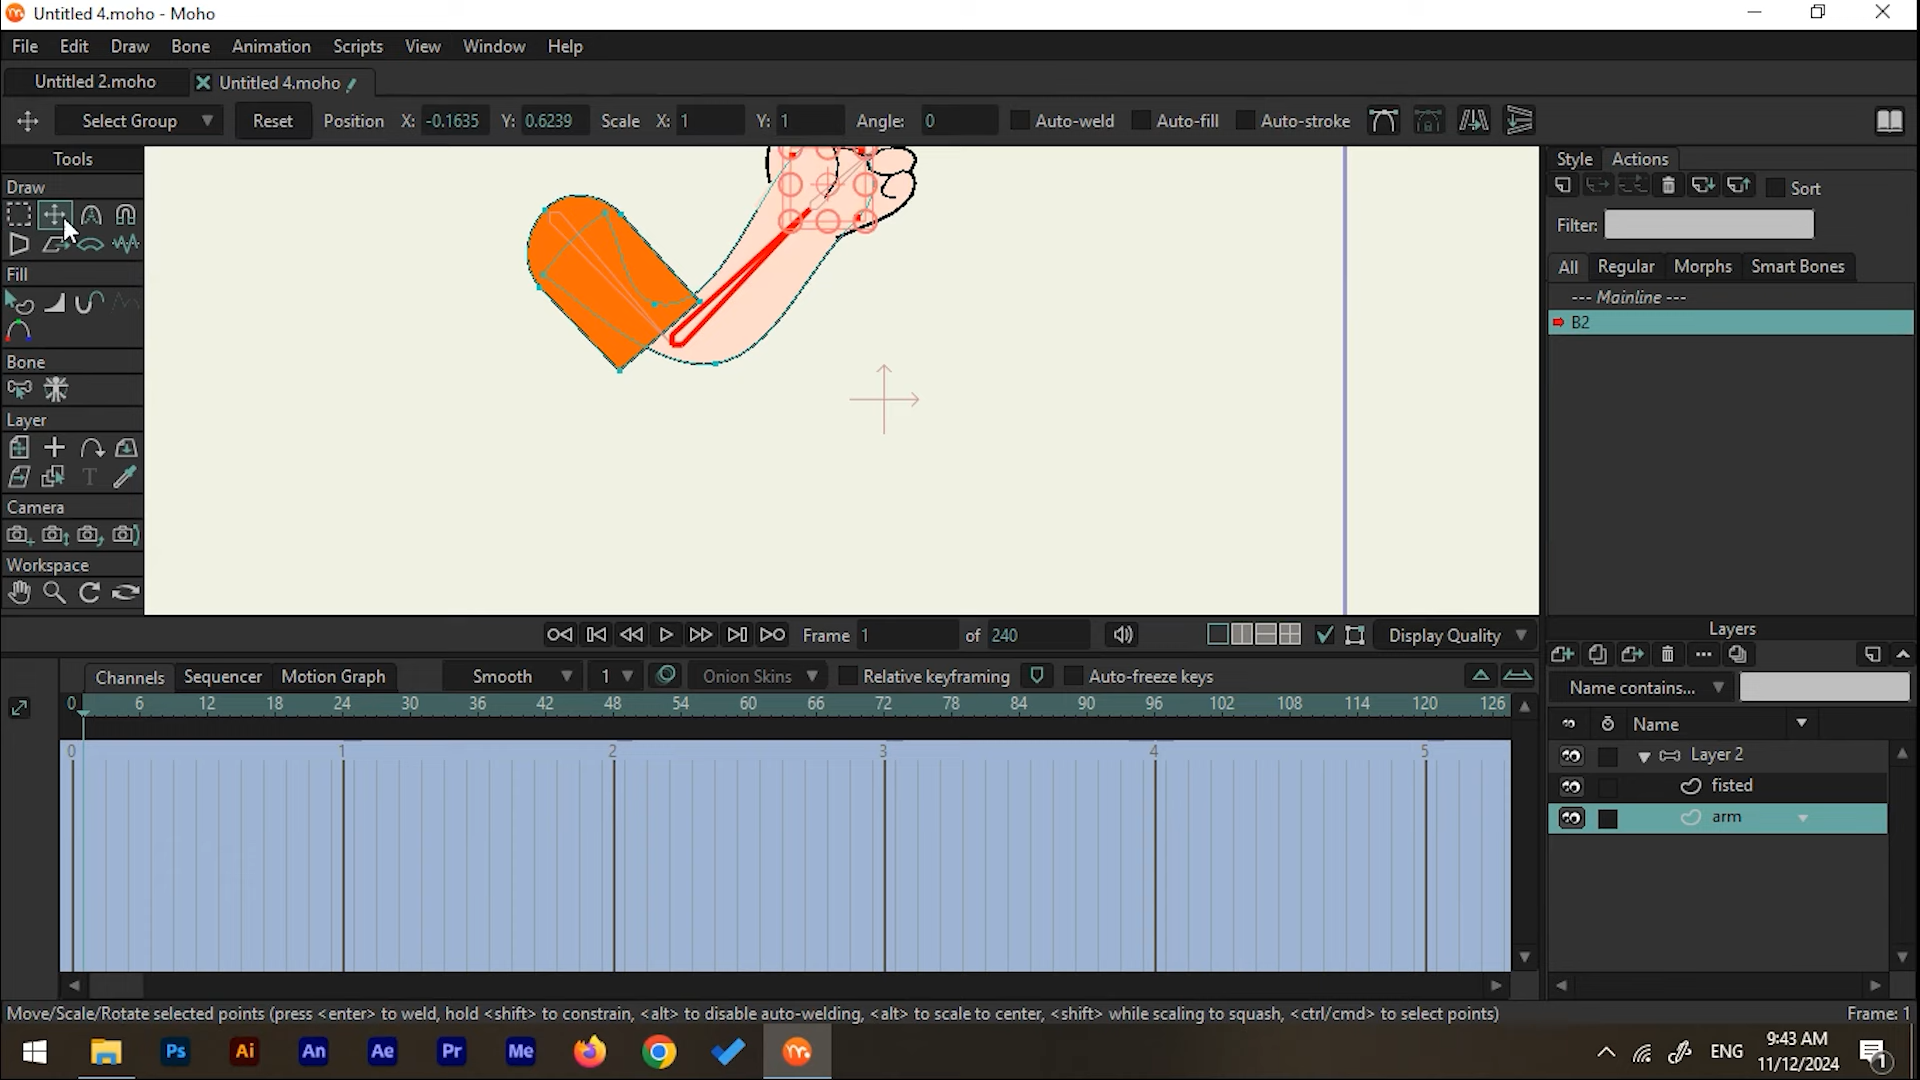 Untitled 4.moho - Moho
File Edit Draw Bone Animation Scripts View Window Help
Untitled 2.moho Untitled 4.moho
Select Group Reset Position X: -0.1635 Y: 0.6239 Scale X: 1 Y: 1 Angle: 0 Auto-weld Auto-fill Auto-stroke
Tools
Draw
Fill
Bone
Layer
T
Camera
Workspace
Style Actions
Sort
Filter:
All Regular Morphs Smart Bones
--- Mainline ---
B2
Frame 1 of 240 Display Quality
Channels Sequencer Motion Graph Smooth 1 Onion Skins Relative keyframing Auto-freeze keys
0 6 12 18 24 30 36 42 48 54 60 66 72 78 84 90 96 102 108 114 120 126
0 1 2 3 4 5
Layers
Name contains...
Name
Layer 2
fisted
arm
Move/Scale/Rotate selected points (press <enter> to weld, hold <shift> to constrain, <alt> to disable auto-welding, <alt> to scale to center, <shift> while scaling to squash, <ctrl/cmd> to select points) Frame: 1
Ps Ai An Ae Pr Me ENG 9:43 AM
11/12/2024 1